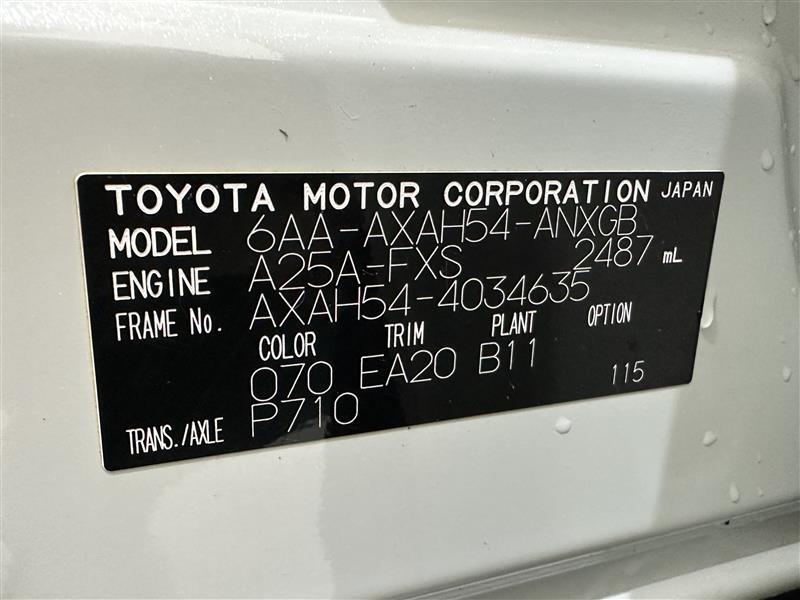 TOYOTA MOTOR CORPORATION JAPAN
MODEL 6AA-AXAH54-ANXGB
ENGINE A25A-FXS 2487 mL
FRAME No. AXAH54-4034635
COLOR TRIM PLANT OPTION
070 EA20 B11 115
TRANS./AXLE P710